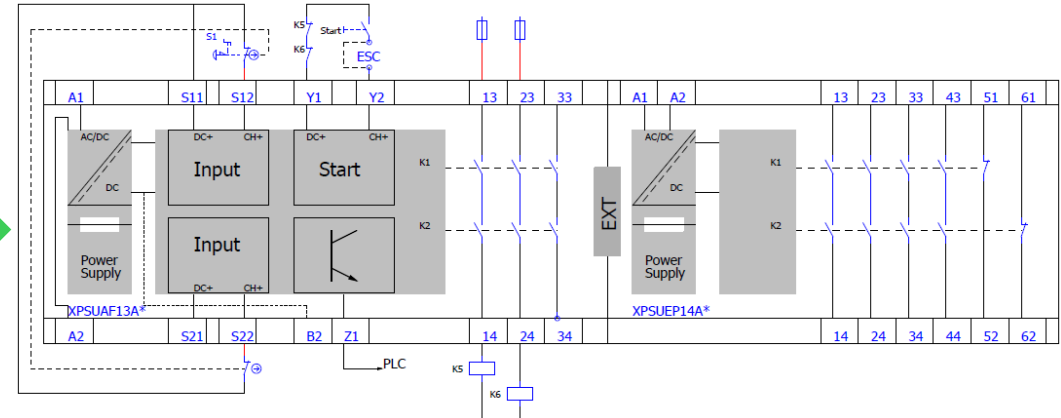 K5 Start
S1
K6 ESC
A1 S11 S12 Y1 Y2 13 23 33 A1 A2 13 23 33 43 51 61
AC/DC DC+ CH+ DC+ CH+ AC/DC
Input Start K1 K1
DC DC
EXT
Input K2 K2
Power Supply Power Supply
DC+ CH+
XPSUAF13A* XPSUEP14A*
A2 S21 S22 B2 Z1 14 24 34 14 24 34 44 52 62
PLC
K5
K6